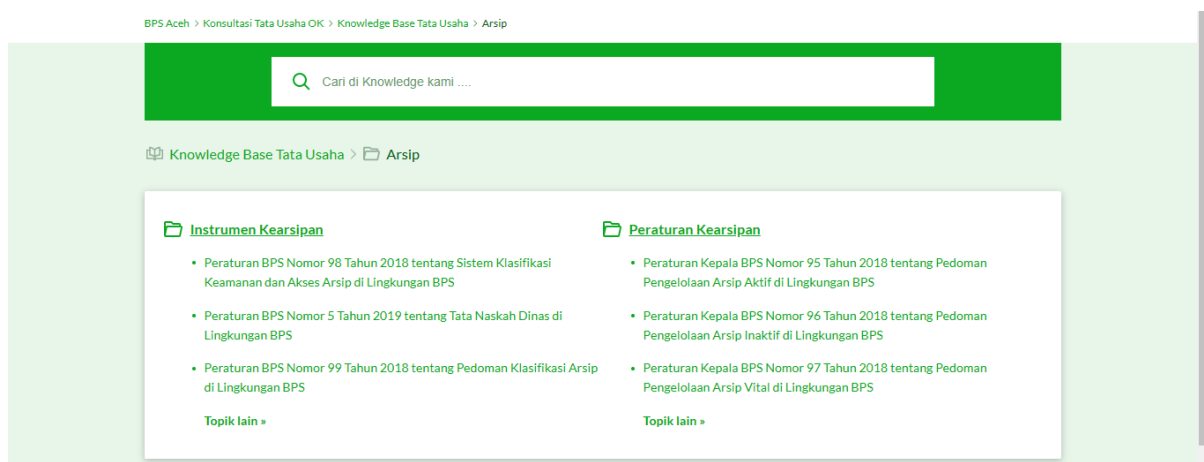 BPS Aceh > Konsultasi Tata Usaha OK > Knowledge Base Tata Usaha > Arsip
Cari di Knowledge kami ....
Knowledge Base Tata Usaha > Arsip
Instrumen Kearsipan
• Peraturan BPS Nomor 98 Tahun 2018 tentang Sistem Klasifikasi
Keamanan dan Akses Arsip di Lingkungan BPS
• Peraturan BPS Nomor 5 Tahun 2019 tentang Tata Naskah Dinas di
Lingkungan BPS
• Peraturan BPS Nomor 99 Tahun 2018 tentang Pedoman Klasifikasi Arsip
di Lingkungan BPS
Topik lain »
Peraturan Kearsipan
• Peraturan Kepala BPS Nomor 95 Tahun 2018 tentang Pedoman
Pengelolaan Arsip Aktif di Lingkungan BPS
• Peraturan Kepala BPS Nomor 96 Tahun 2018 tentang Pedoman
Pengelolaan Arsip Inaktif di Lingkungan BPS
• Peraturan Kepala BPS Nomor 97 Tahun 2018 tentang Pedoman
Pengelolaan Arsip Vital di Lingkungan BPS
Topik lain »